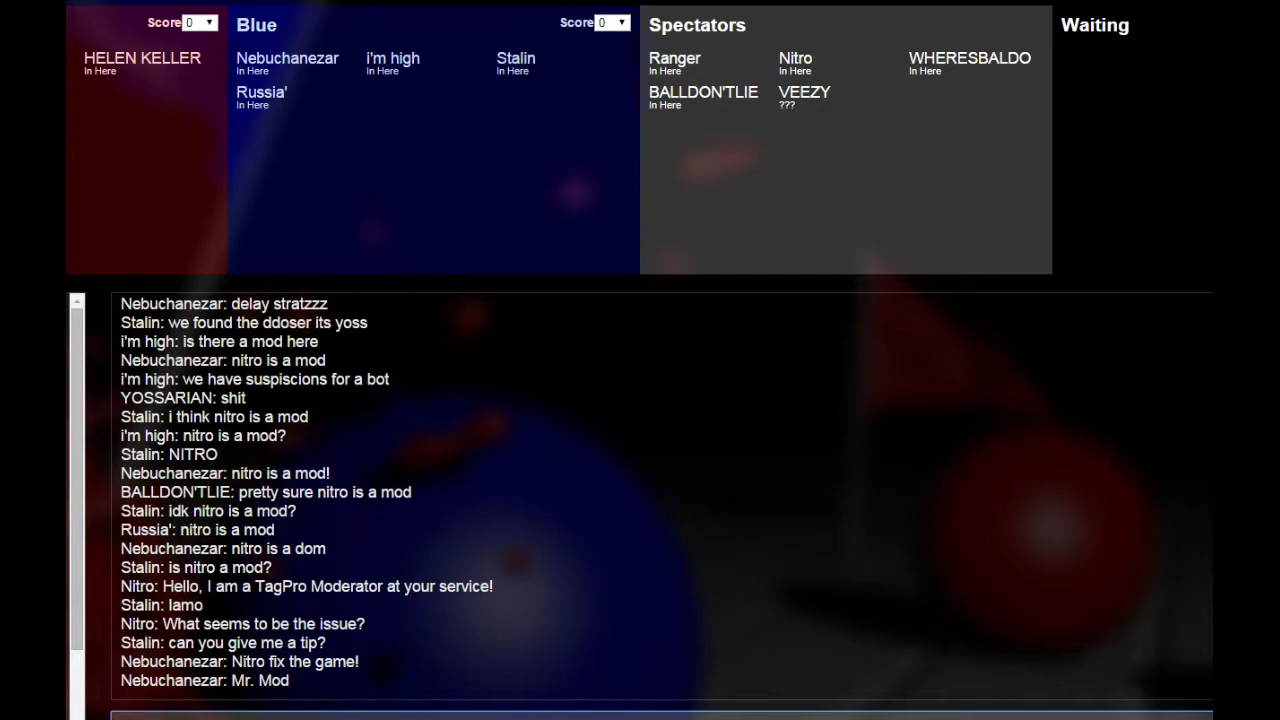 Score 0 Blue Score 0 Spectators Waiting
HELEN KELLER Nebuchanezar i'm high Stalin Ranger Nitro WHERESBALDO
In Here In Here In Here In Here In Here In Here In Here
Russia' BALLDON'TLIE VEEZY
In Here In Here ???
Nebuchanezar: delay stratzzz
Stalin: we found the ddoser its yoss
i'm high: is there a mod here
Nebuchanezar: nitro is a mod
i'm high: we have suspiscions for a bot
YOSSARIAN: shit
Stalin: i think nitro is a mod
i'm high: nitro is a mod?
Stalin: NITRO
Nebuchanezar: nitro is a mod!
BALLDON'TLIE: pretty sure nitro is a mod
Stalin: idk nitro is a mod?
Russia': nitro is a mod
Nebuchanezar: nitro is a dom
Stalin: is nitro a mod?
Nitro: Hello, I am a TagPro Moderator at your service!
Stalin: lamo
Nitro: What seems to be the issue?
Stalin: can you give me a tip?
Nebuchanezar: Nitro fix the game!
Nebuchanezar: Mr. Mod